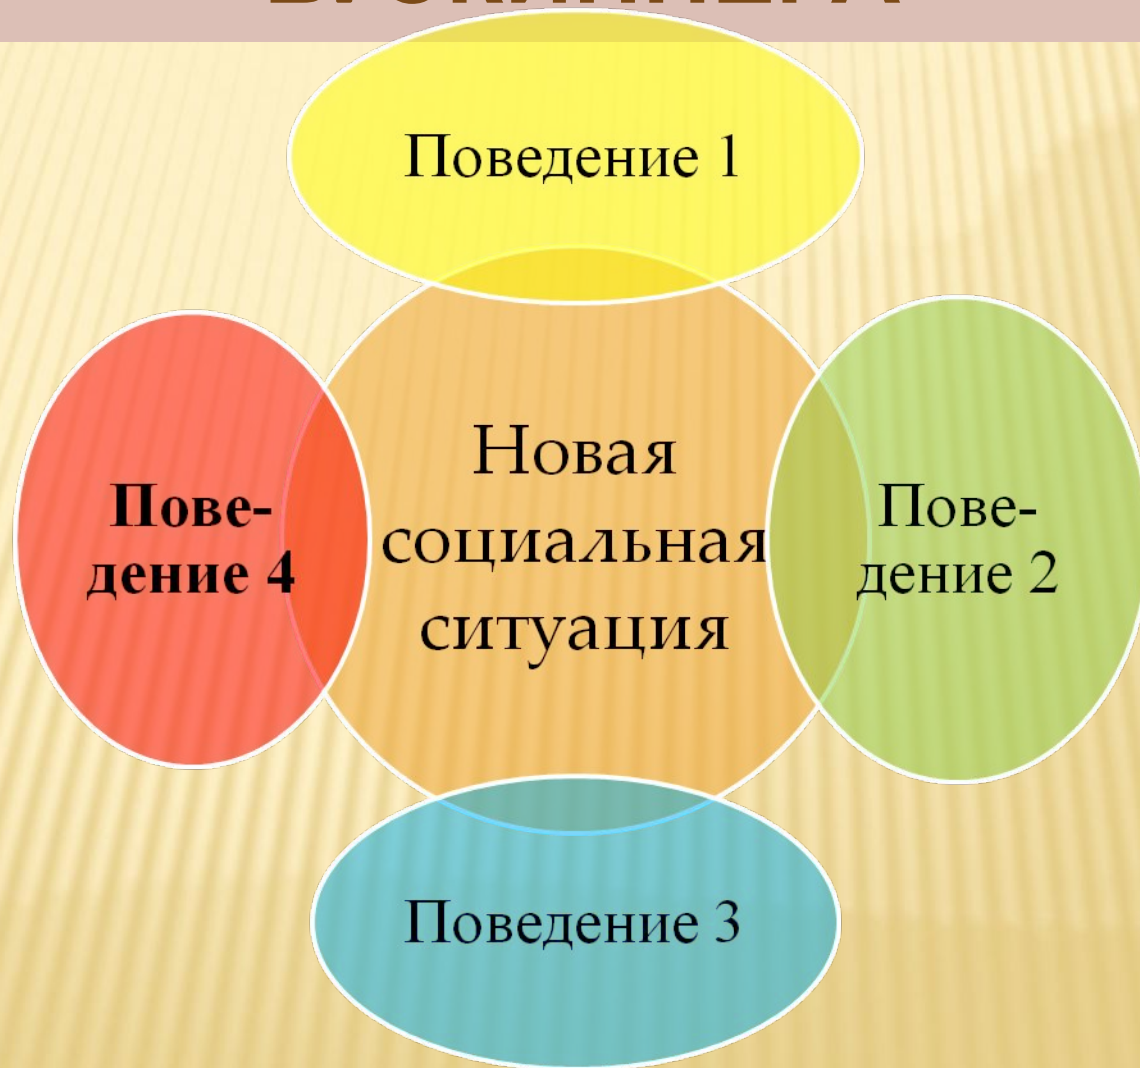 Поведение 1
Новая
социальная
ситуация
Пове-
дение 2
Поведение 3
Пове-
дение 4